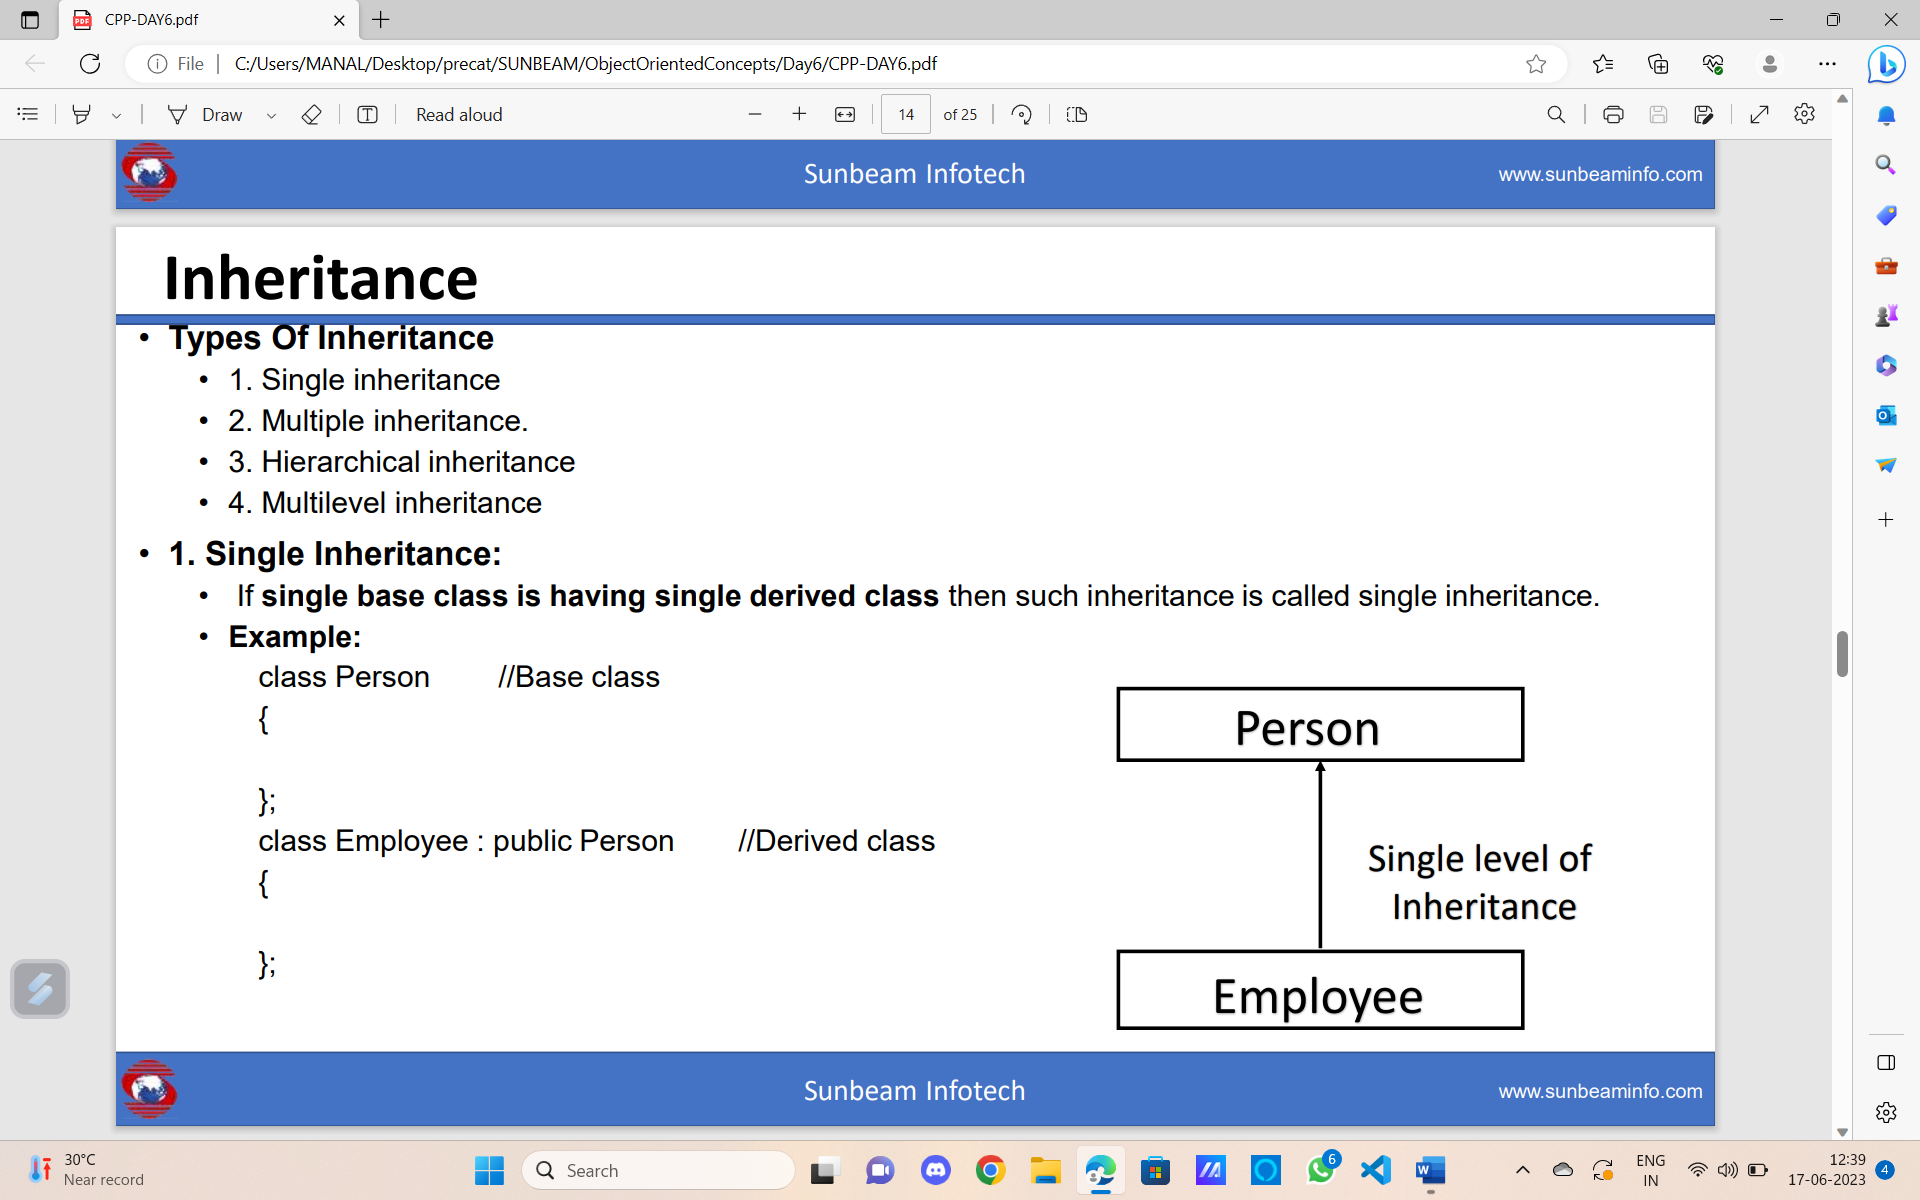 CPP-DAY6.pdf
File
C:/Users/MANAL/Desktop/precat/SUNBEAM/ObjectOrientedConcepts/Day6/CPP-DAY6.pdf
Draw
Read aloud
14 of 25
Sunbeam Infotech
www.sunbeaminfo.com
Inheritance
• Types Of Inheritance
• 1. Single inheritance
• 2. Multiple inheritance.
• 3. Hierarchical inheritance
• 4. Multilevel inheritance
• 1. Single Inheritance:
• If single base class is having single derived class then such inheritance is called single inheritance.
• Example:
class Person //Base class
{
};
class Employee : public Person //Derived class
{
};
Person
Single level of
Inheritance
Employee
Sunbeam Infotech
www.sunbeaminfo.com
30°C
Near record
Search
6
ENG
IN
12:39
17-06-2023
4